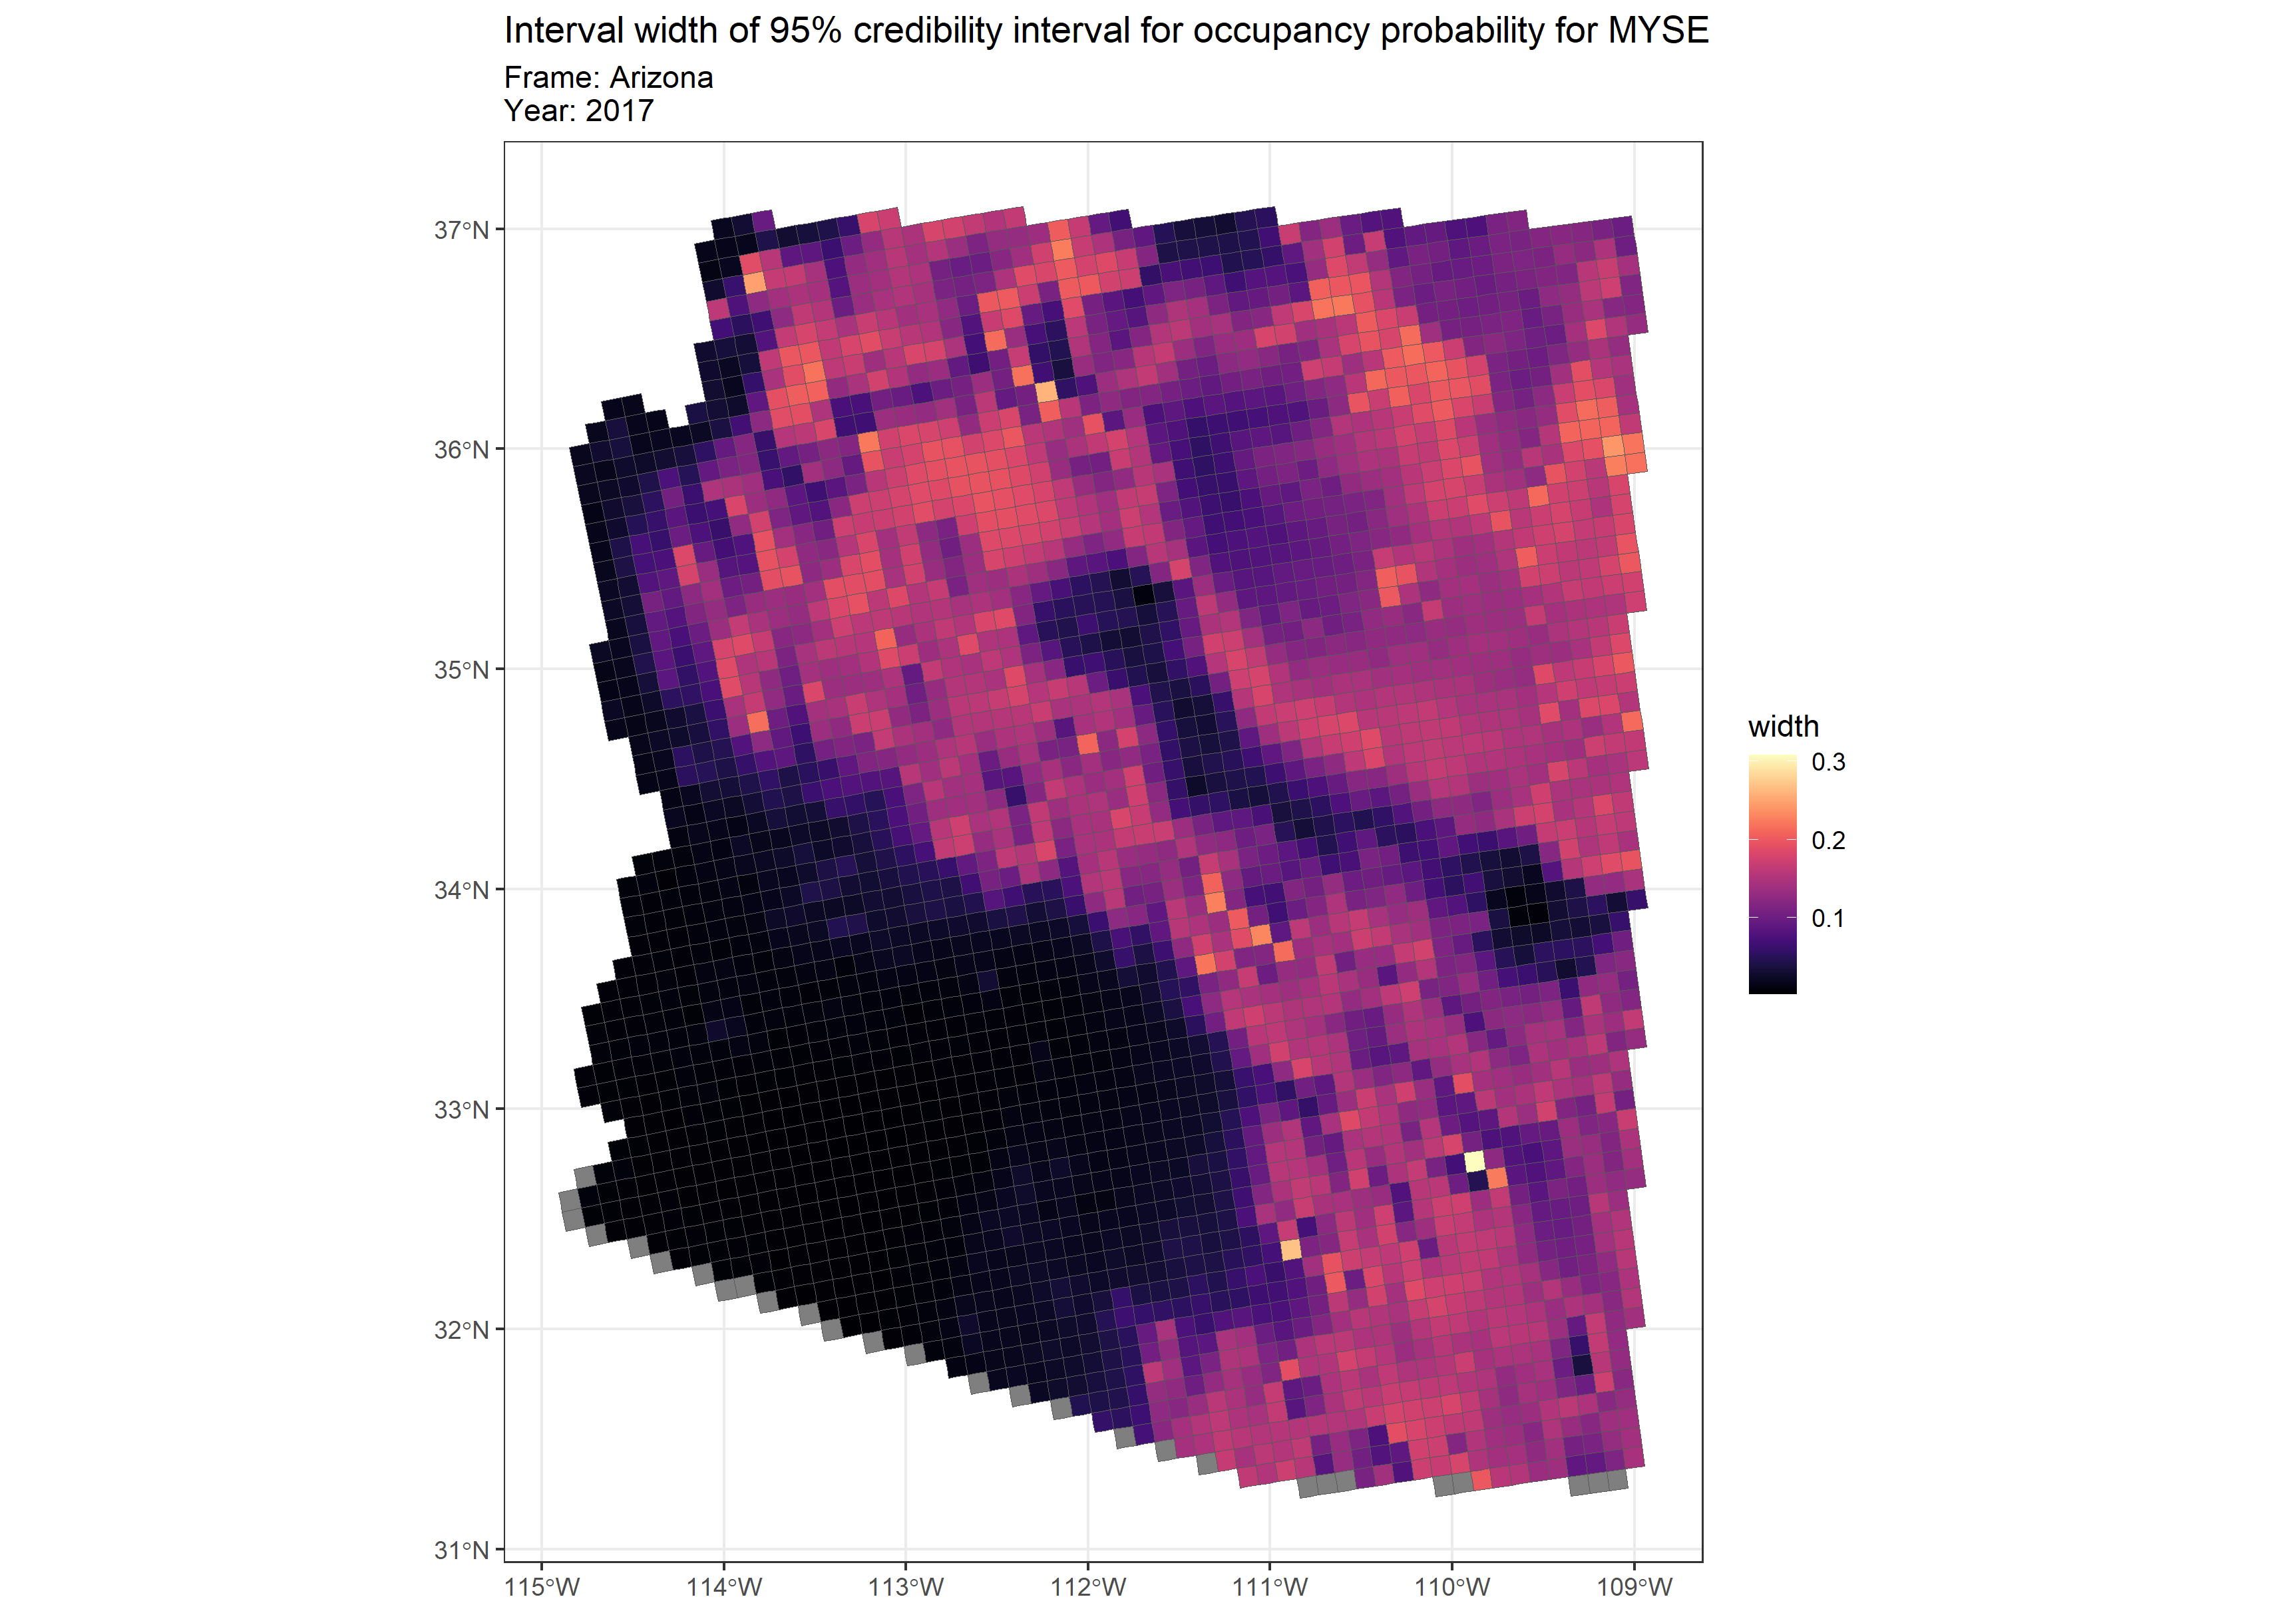 Interval width of 95% credibility interval for occupancy probability for MYSE
Frame: Arizona
Year: 2017
37°N
36°N
35°N
34°N
33°N
32°N
31°N
115°W
114°W
113°W
112°W
111°W
110°W
109°W
width
0.3
0.2
0.1